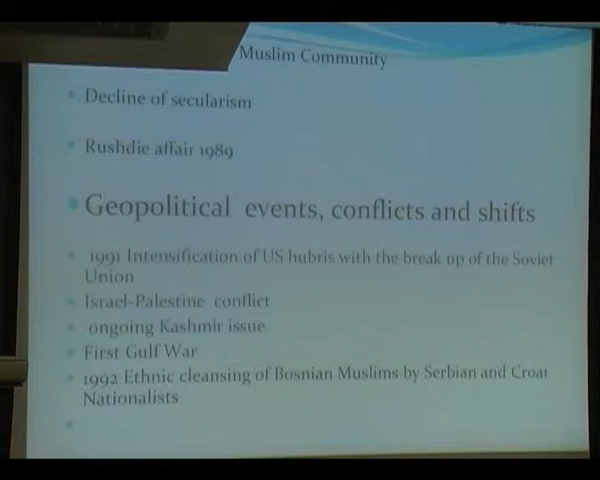 Muslim Community
Decline of secularism
Rushdie affair 1989
Geopolitical events, conflicts and shifts
1991 Intensification of US hubris with the break up of the Soviet
Union
Israel-Palestine conflict
ongoing Kashmir issue
First Gulf War
1992 Ethnic cleansing of Bosnian Muslims by Serbian and Croat
Nationalists